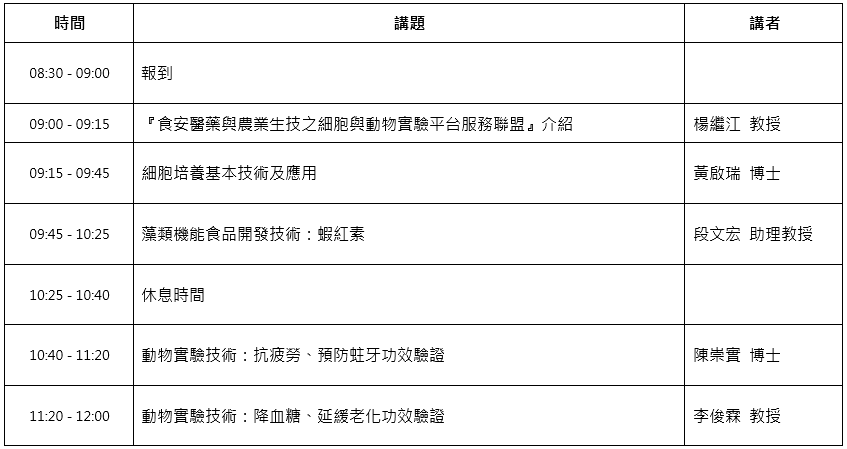 時間 講題 講者
08:30 - 09:00 報到
09:00 - 09:15 『食安醫藥與農業生技之細胞與動物實驗平台服務聯盟』介紹 楊繼江 教授
09:15 - 09:45 細胞培養基本技術及應用 黃啟瑞 博士
09:45 - 10:25 藻類機能食品開發技術：蝦紅素 段文宏 助理教授
10:25 - 10:40 休息時間
10:40 - 11:20 動物實驗技術：抗疲勞、預防蛀牙功效驗證 陳崇實 博士
11:20 - 12:00 動物實驗技術：降血糖、延緩老化功效驗證 李俊霖 教授